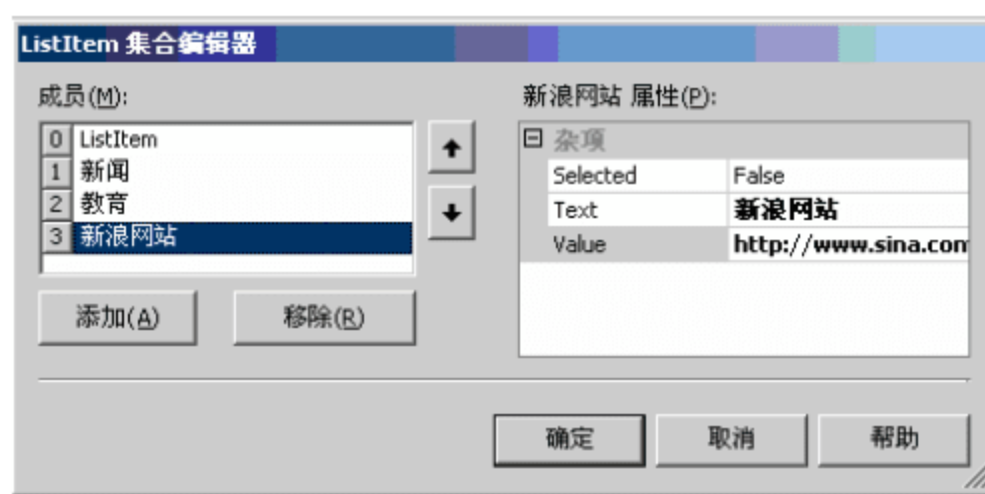 ListItem 集合编辑器
成员(M):
0 ListItem
1 新闻
2 教育
3 新浪网站
添加(A)
移除(R)
新浪网站 属性(P):
杂项
Selected False
Text 新浪网站
Value http://www.sina.com
确定
取消
帮助